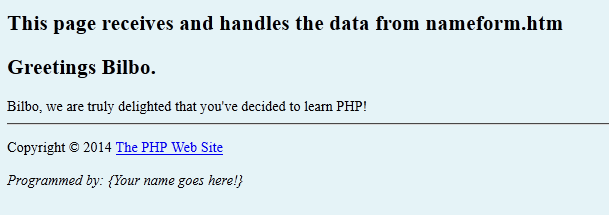 This page receives and handles the data from nameform.htm
Greetings Bilbo.
Bilbo, we are truly delighted that you've decided to learn PHP!
Copyright © 2014 The PHP Web Site
Programmed by: {Your name goes here!}